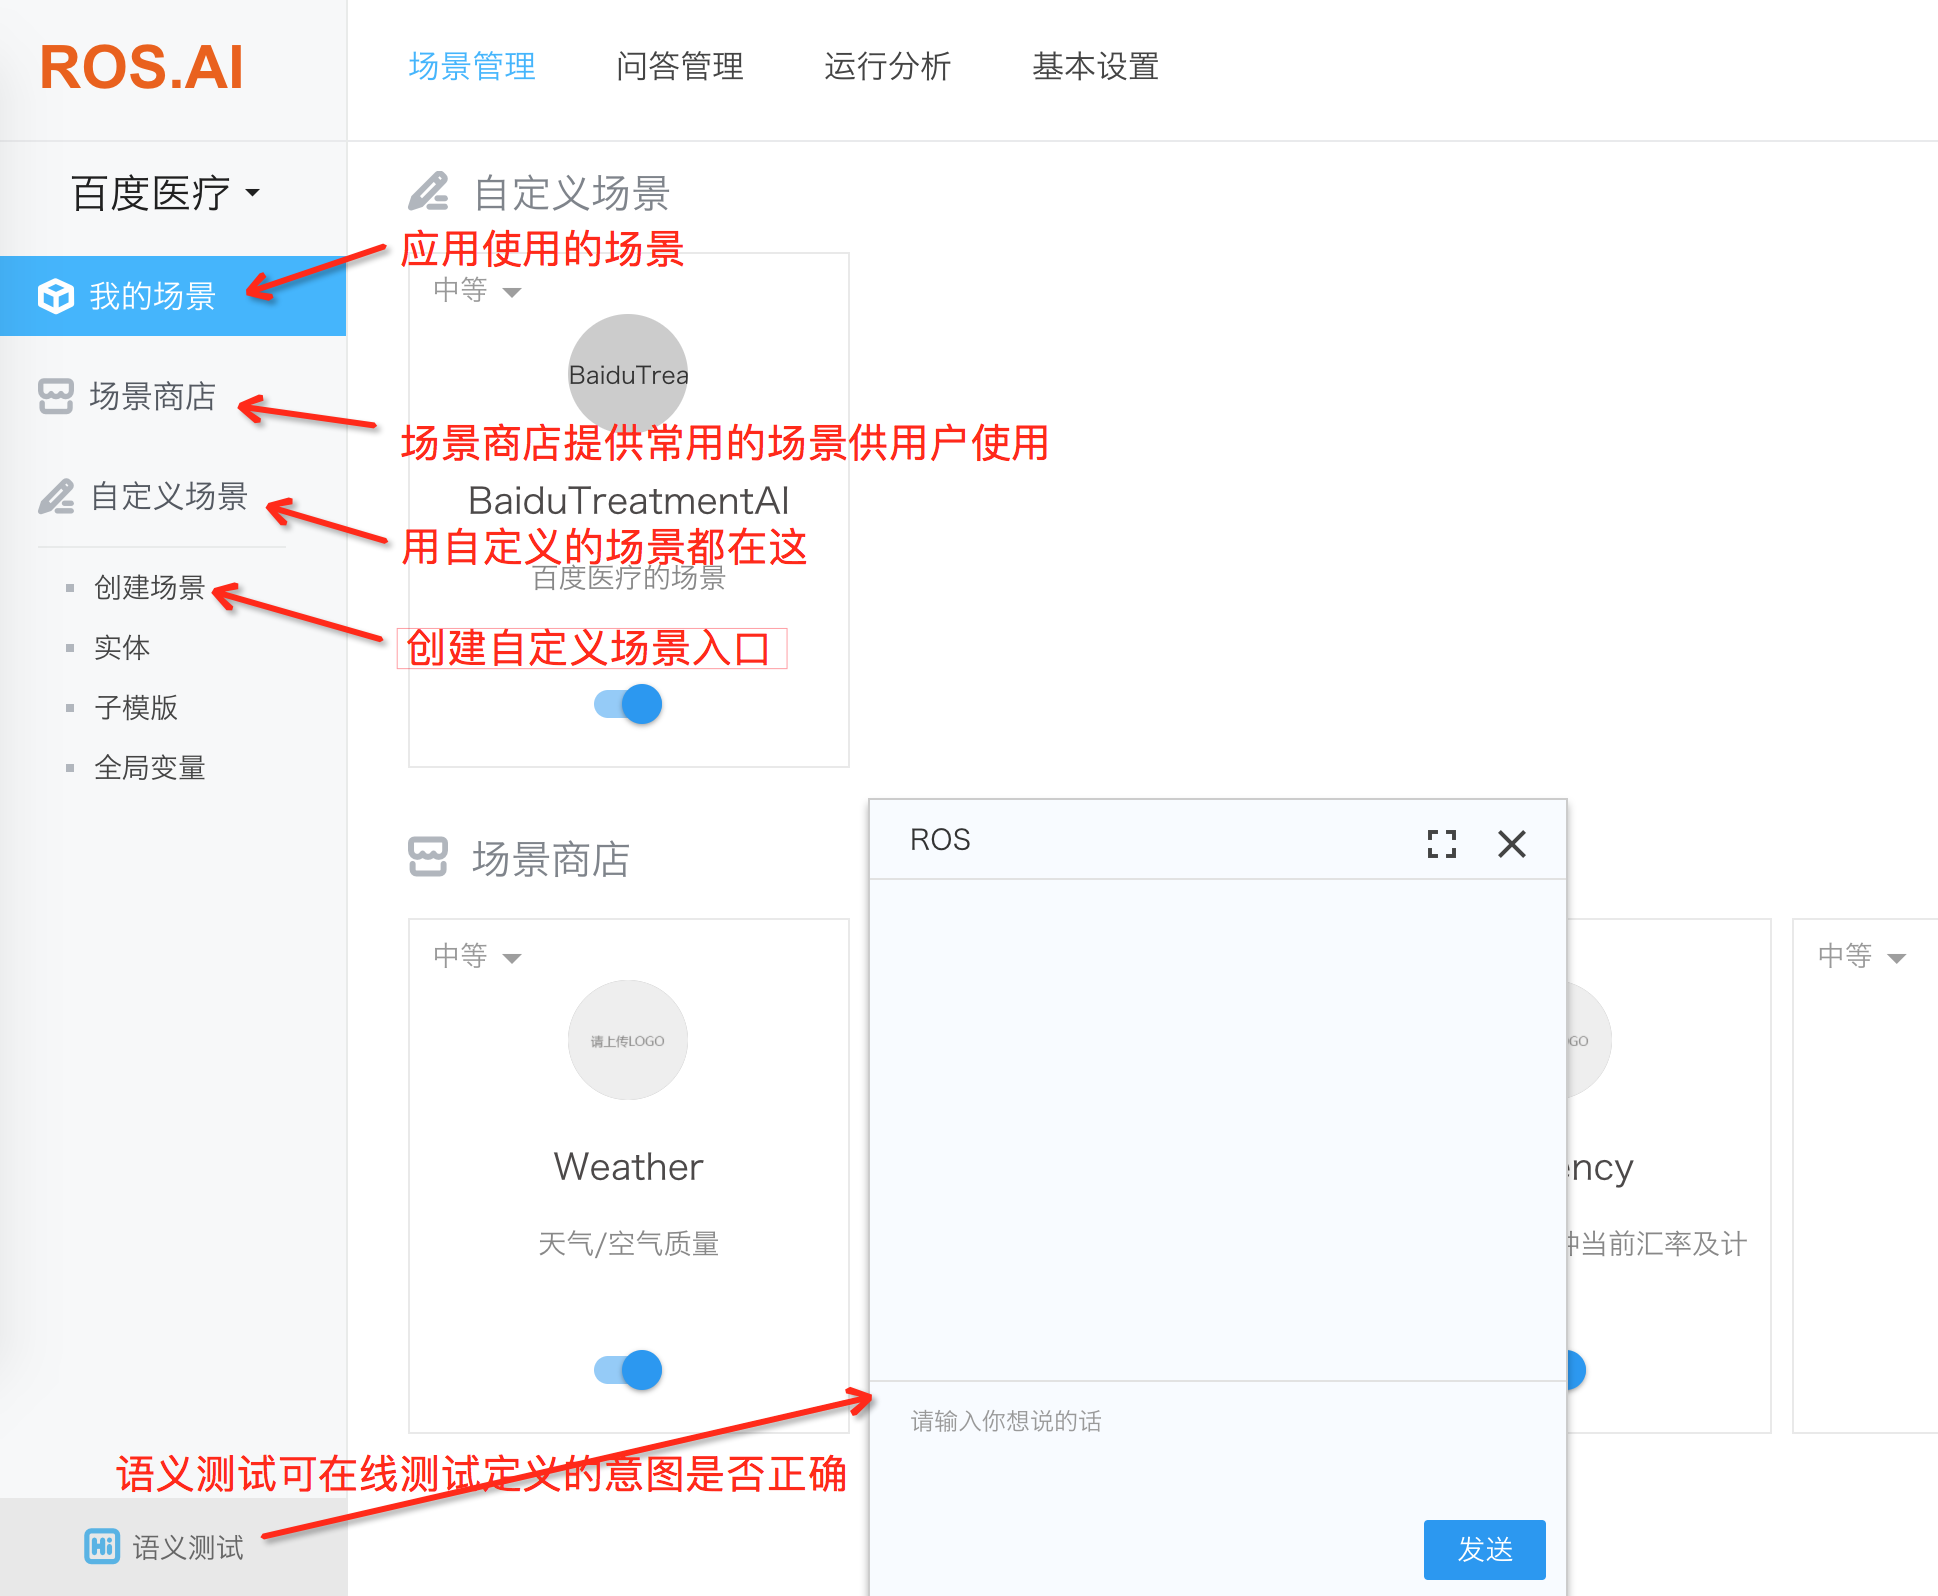 ROS.AI
场景管理 问答管理 运行分析 基本设置
百度医疗
我的场景
场景商店
自定义场景
创建场景
实体
子模版
全局变量
语义测试
自定义场景
应用使用的场景
中等
BaiduTrea
场景商店提供常用的场景供用户使用
BaiduTreatmentAI
用自定义的场景都在这
百度医疗的场景
创建自定义场景入口
场景商店
中等
请上传LOGO
Weather
天气/空气质量
语义测试可在线测试定义的意图是否正确
ROS
请输入你想说的话
发送
GO
ency
当前汇率及计
中等